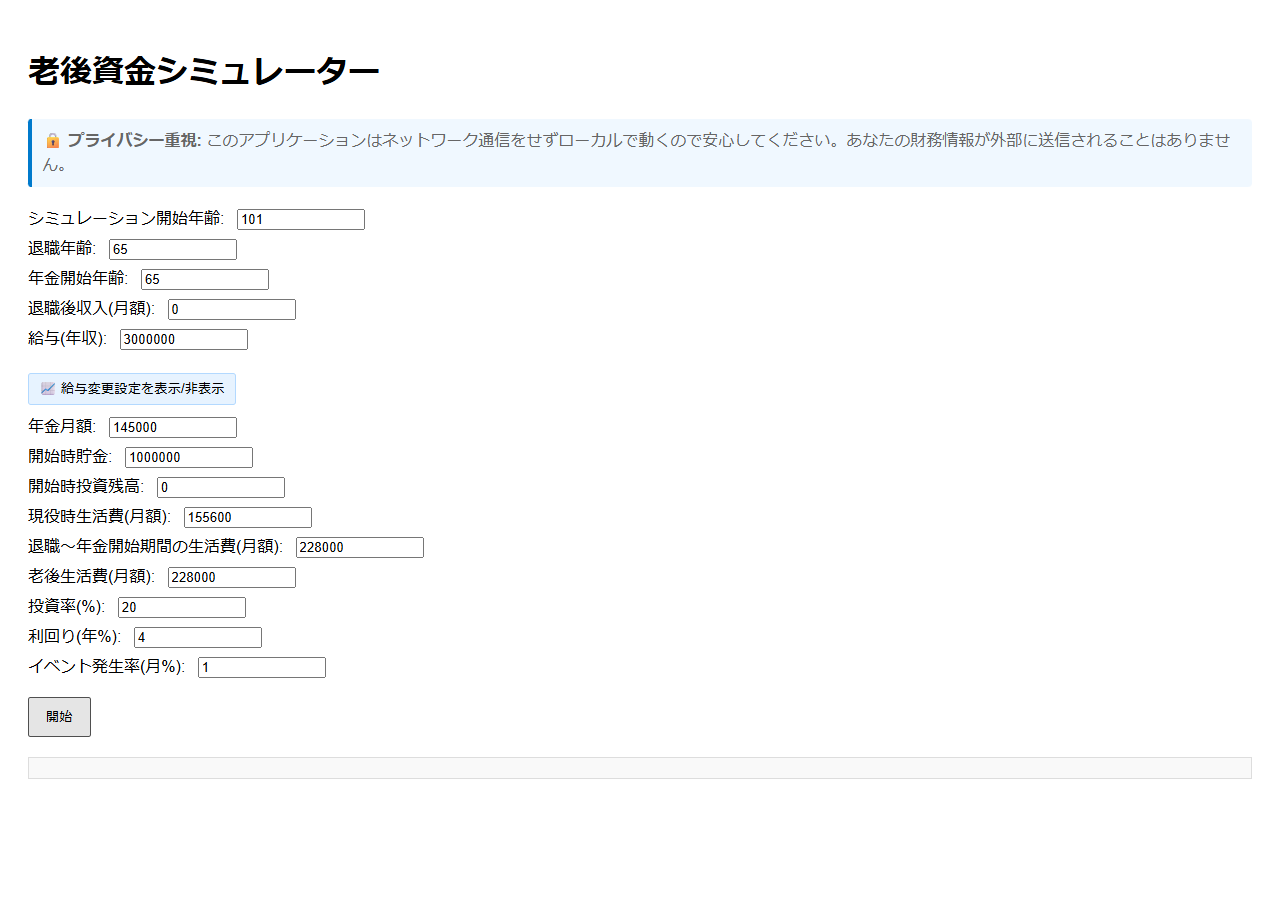 老後資金シミュレーター
🔒 プライバシー重視: このアプリケーションはネットワーク通信をせずローカルで動くので安心してください。あなたの財務情報が外部に送信されることはありませ
ん。
シミュレーション開始年齢: 101
退職年齢: 65
年金開始年齢: 65
退職後収入(月額): 0
給与(年収): 3000000
📈 給与変更設定を表示/非表示
年金月額: 145000
開始時貯金: 1000000
開始時投資残高: 0
現役時生活費(月額): 155600
退職〜年金開始期間の生活費(月額): 228000
老後生活費(月額): 228000
投資率(%): 20
利回り(年%): 4
イベント発生率(月%): 1
開始